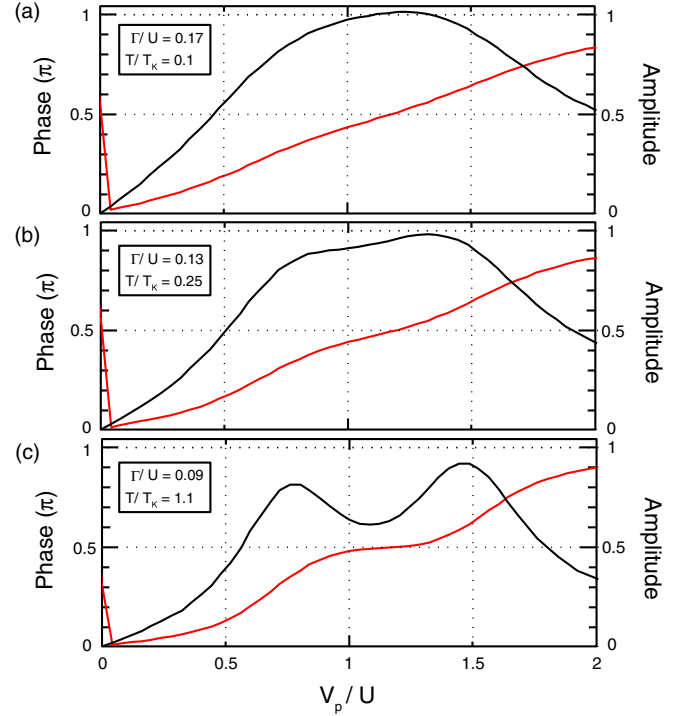 (a)
Γ/ U = 0.17
T/ T_K = 0.1
Phase (π)
Amplitude
1
0.5
0
1
0.5
0
(b)
Γ/ U = 0.13
T/ T_K = 0.25
Phase (π)
Amplitude
1
0.5
0
1
0.5
0
(c)
Γ/ U = 0.09
T/ T_K = 1.1
Phase (π)
Amplitude
1
0.5
0
1
0.5
0
0 0.5 1 1.5 2
V_p / U